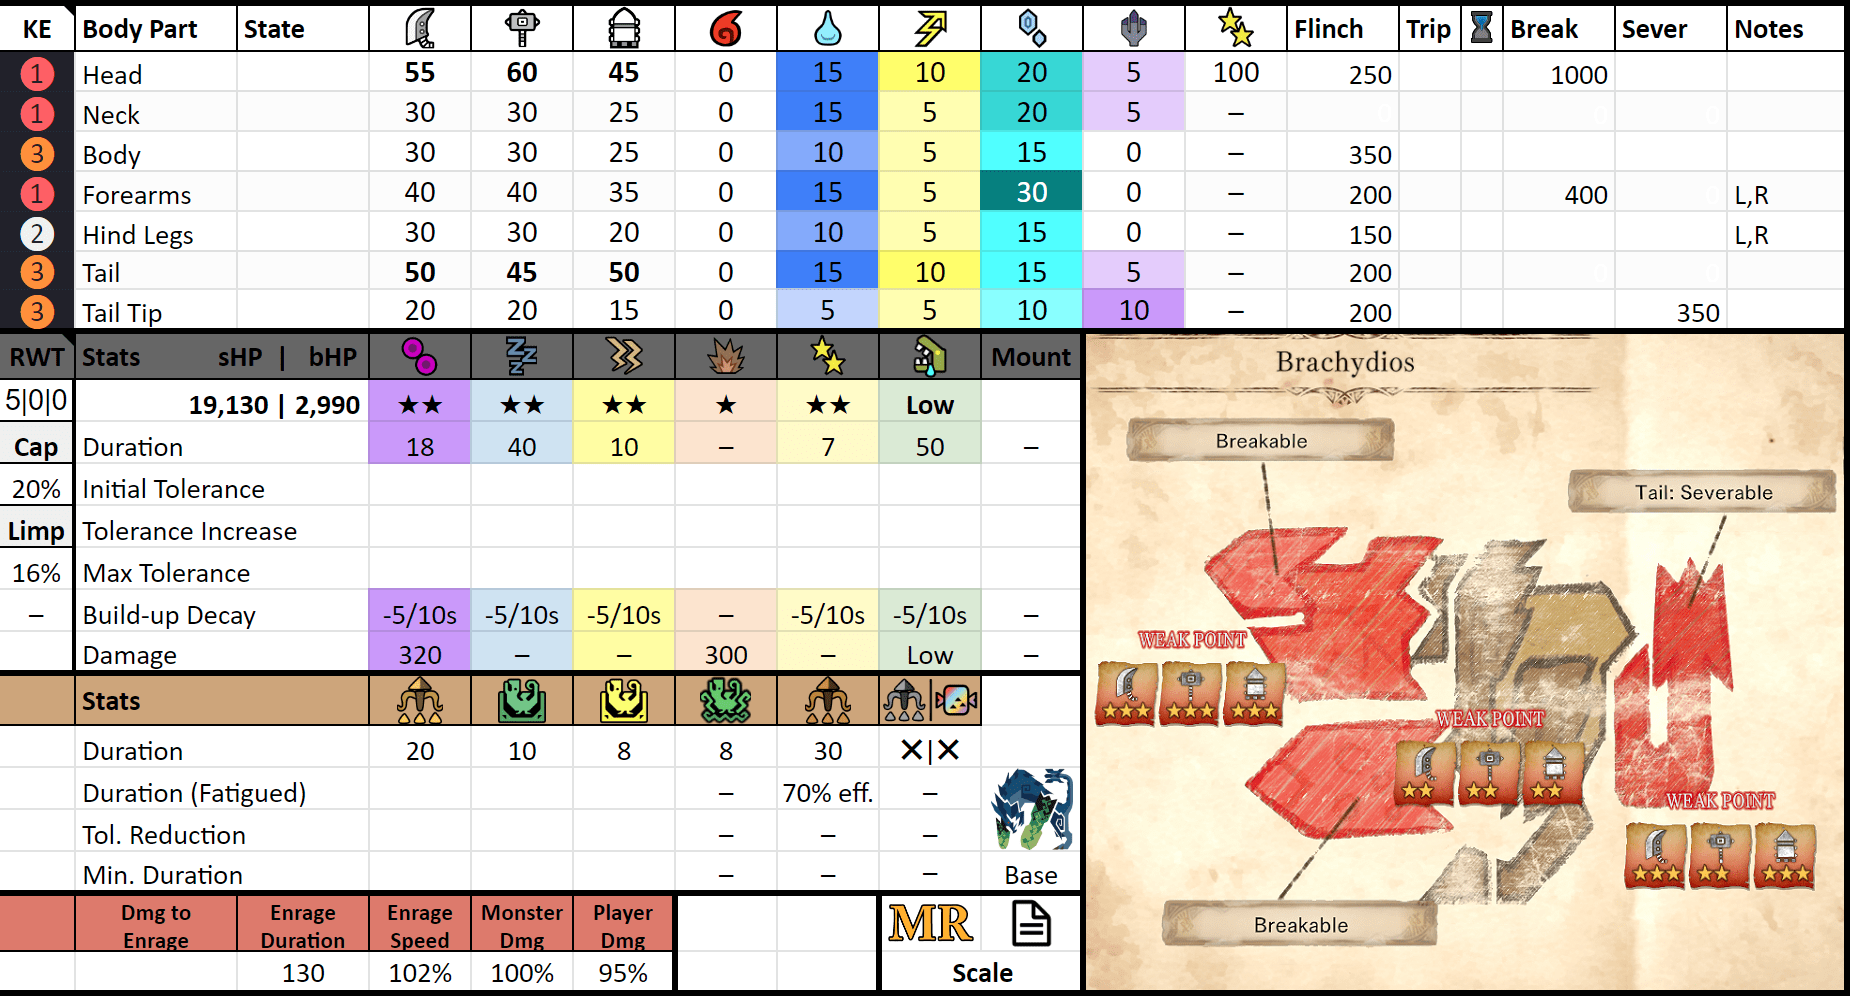 KE Body Part State Flinch Trip Break Sever Notes
1 Head 55 60 45 0 15 10 20 5 100 250 1000
1 Neck 30 30 25 0 15 5 20 5 – 0 0 0
3 Body 30 30 25 0 10 5 15 0 – 350
1 Forearms 40 40 35 0 15 5 30 0 – 200 400 0 L,R
2 Hind Legs 30 30 20 0 10 5 15 0 – 150 L,R
3 Tail 50 45 50 0 15 10 15 5 – 200 0 0
3 Tail Tip 20 20 15 0 5 5 10 10 – 200 350
RWT Stats sHP | bHP Mount
5|0|0 19,130 | 2,990 ★★ ★★ ★★ ★ ★★ Low
Cap Duration 18 40 10 – 7 50 –
20% Initial Tolerance
Limp Tolerance Increase
16% Max Tolerance
– Build-up Decay -5/10s -5/10s -5/10s – -5/10s -5/10s –
Damage 320 – – 300 – Low –
Stats
Duration 20 10 8 8 30 ✕|✕
Duration (Fatigued) – 70% eff. –
Tol. Reduction – – –
Min. Duration – – – Base
Dmg to Enrage Enrage Monster Player
Enrage Duration Speed Dmg Dmg
MR
130 102% 100% 95% Scale
Brachydios
Breakable
Tail: Severable
WEAK POINT
WEAK POINT
WEAK POINT
Breakable